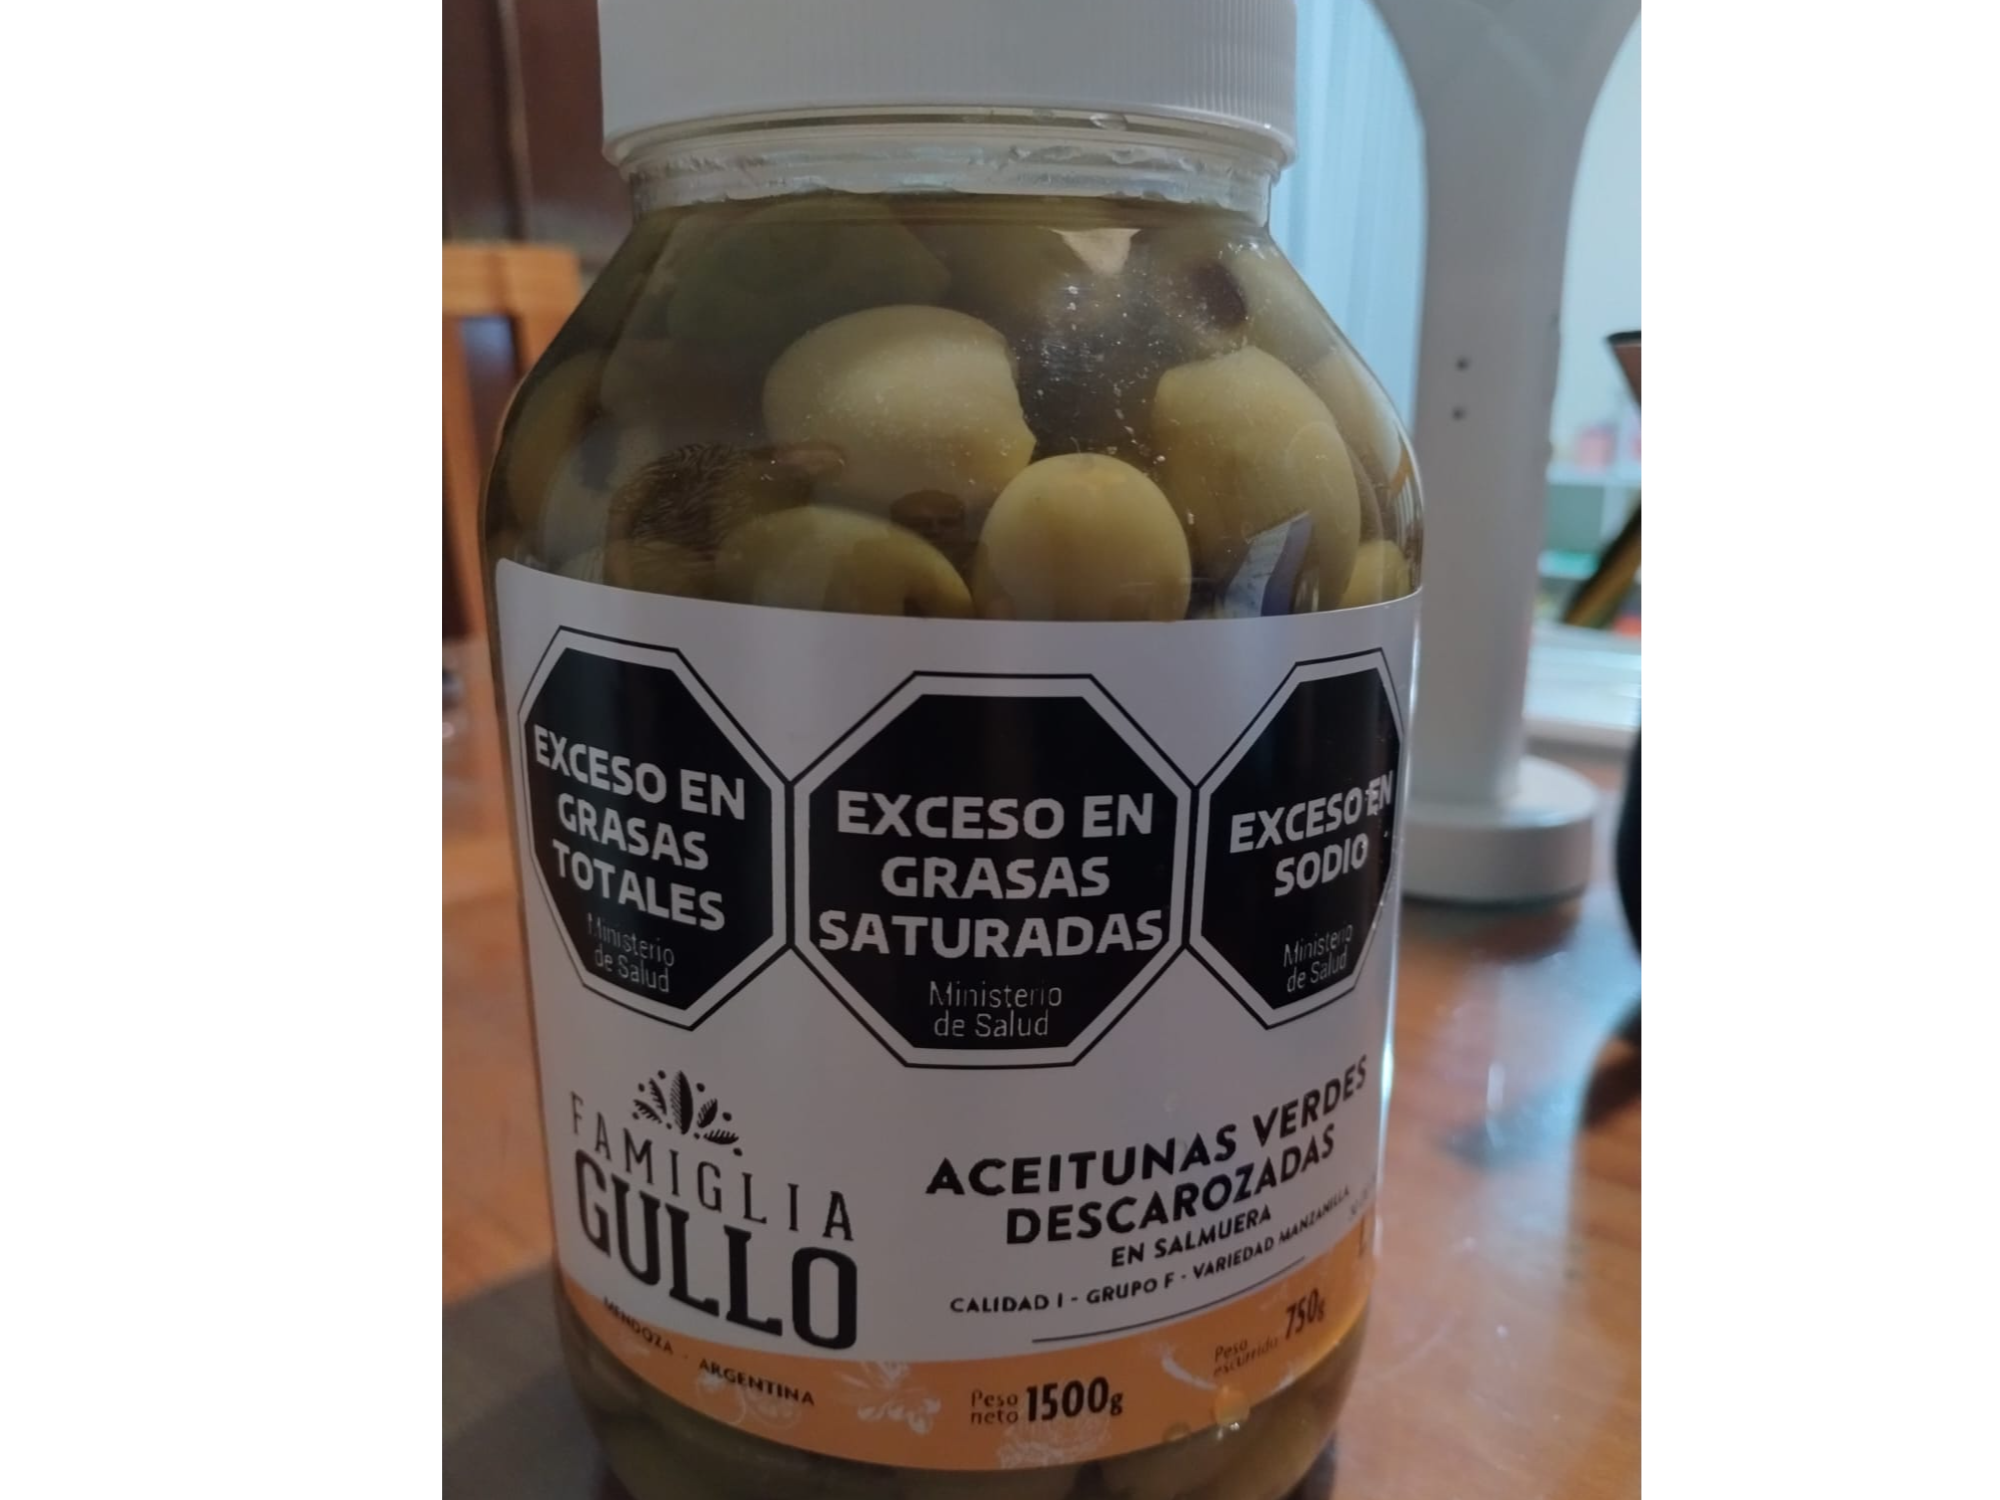 EXCESO EN
GRASAS
TOTALES
Ministerio
de Salud
EXCESO EN
GRASAS
SATURADAS
Ministerio
de Salud
EXCESO EN
SODIO
Ministerio
de Salud
FAMIGLIA
GULLO
MENDOZA - ARGENTINA
ACEITUNAS VERDES
DESCAROZADAS
EN SALMUERA
CALIDAD I - GRUPO F - VARIEDAD MANZANILLA
Peso
neto 1500g
Peso
escurrido 750g